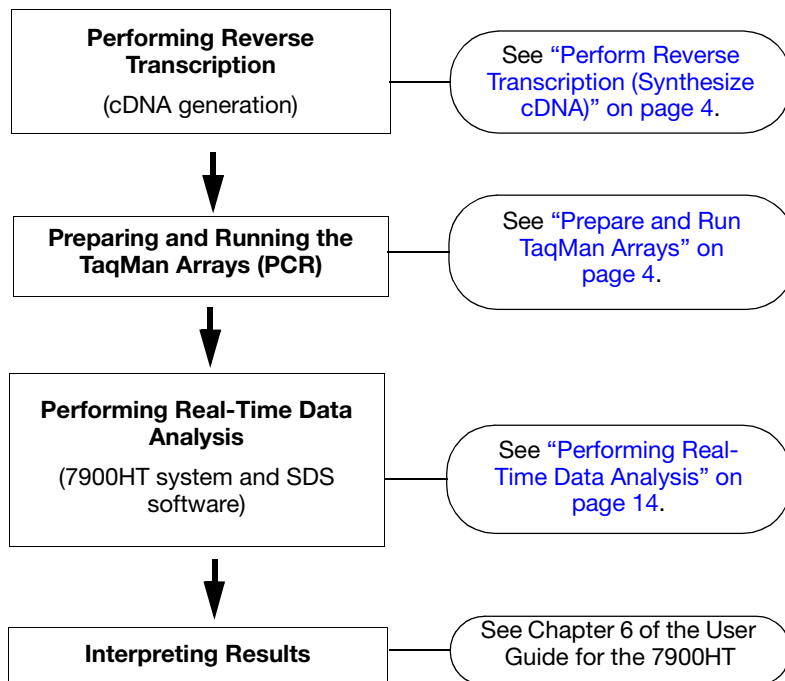 Performing Reverse
Transcription
(cDNA generation)
See “Perform Reverse
Transcription (Synthesize
cDNA)” on page 4.
Preparing and Running the
TaqMan Arrays (PCR)
See “Prepare and Run
TaqMan Arrays” on
page 4.
Performing Real-Time Data
Analysis
(7900HT system and SDS
software)
See “Performing Real-
Time Data Analysis” on
page 14.
Interpreting Results
See Chapter 6 of the User
Guide for the 7900HT